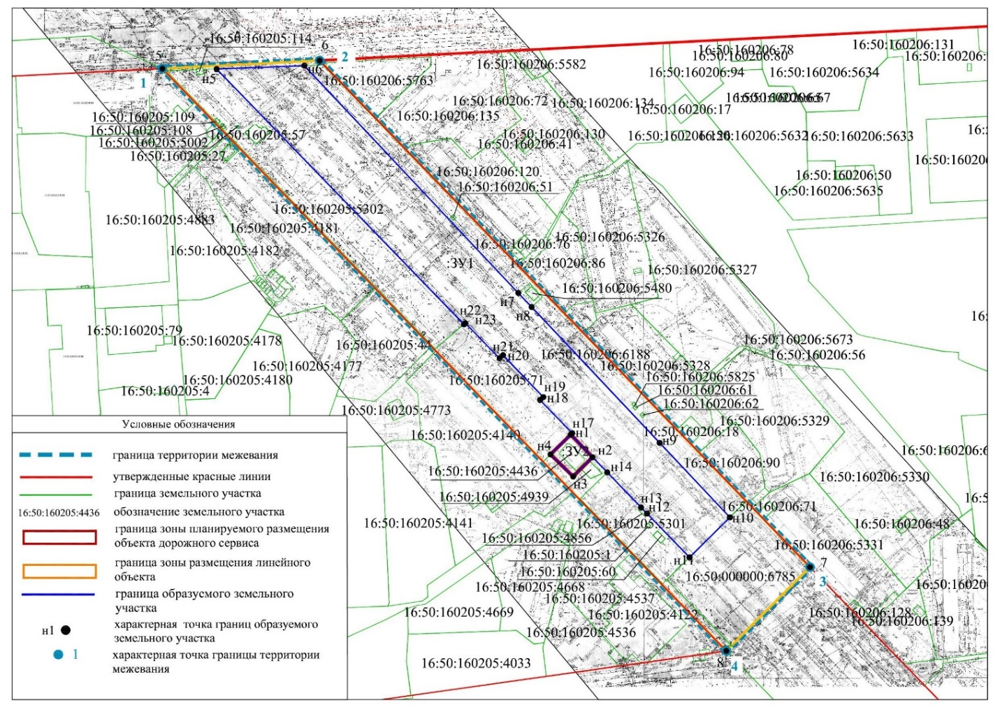 16:50:160205:114
6
2
5
1
н5
н6
16:50:160206:5582
16:50:160206:5763
16:50:160206:78
16:50:160206:80
16:50:160206:131
16:50:160206:94
16:50:160206:5634
16:50:160206:72
16:50:160206:134
16:50:160206:17
16:50:160206:135
16:50:160205:109
16:50:160205:108
16:50:160205:5002
16:50:160205:57
16:50:160205:27
16:50:160206:130
16:50:160206:41
16:50:160206:5632
16:50:160206:5633
16:50:160206:120
16:50:160206:51
16:50:160206:50
16:50:160206:5635
16:50:160205:5302
16:50:160205:4883
16:50:160205:4181
16:50:160205:4182
16:50:160206:76
16:50:160206:5326
:ЗУ1
16:50:160206:86
16:50:160206:5327
16:50:160206:5480
н7
н8
н22
н23
16:50:160205:79
16:50:160205:4178
16:50:160205:44
16:50:160206:5673
16:50:160206:56
н21
н20
16:50:160206:6188
16:50:160206:5328
16:50:160205:4177
16:50:160205:4180
16:50:160205:4
16:50:160205:71
16:50:160206:5825
16:50:160206:61
16:50:160206:62
н19
н18
16:50:160205:4773
16:50:160206:5329
16:50:160206:18
н17
н1
н9
16:50:160205:4140
н4
н2
16:50:160206:90
н14
16:50:160205:4436
н3
16:50:160206:5330
16:50:160205:4939
н13
н12
16:50:160206:71
н10
16:50:160205:4141
16:50:160205:5301
16:50:160206:48
16:50:160205:4856
16:50:160205:1
16:50:160206:5331
н11
7
3
16:50:160205:60
16:50:000000:6785
16:50:160205:4668
16:50:160205:4537
16:50:160205:4669
16:50:160205:4122
16:50:160206:128
16:50:160206:139
16:50:160205:4536
16:50:160205:4033
8
4
Условные обозначения
граница территории межевания
утвержденные красные линии
граница земельного участка
16:50:160205:4436
обозначение земельного участка
граница зоны планируемого размещения
объекта дорожного сервиса
граница зоны размещения линейного
объекта
граница образуемого земельного
участка
н1
характерная точка границ образуемого
земельного участка
1
характерная точка границы территории
межевания